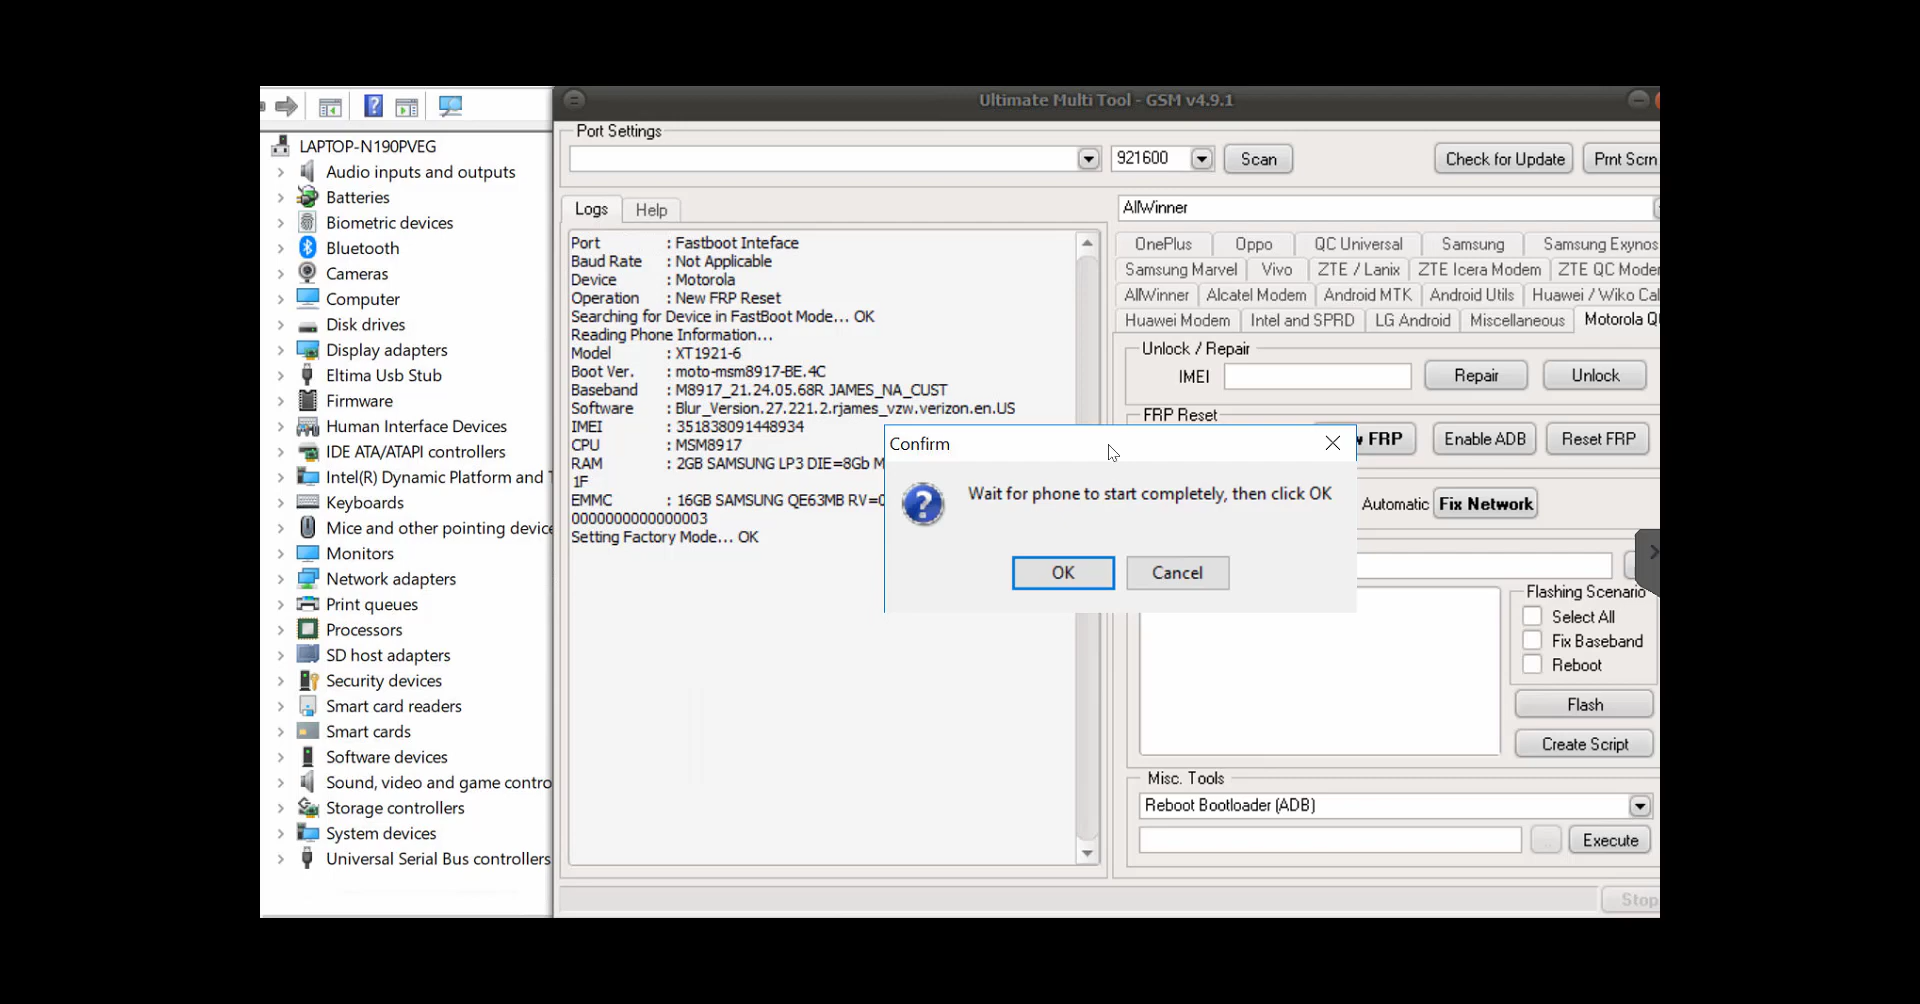 Ultimate Multi Tool - GSM v4.9.1
LAPTOP-N190PVEG
Audio inputs and outputs
Batteries
Biometric devices
Bluetooth
Cameras
Computer
Disk drives
Display adapters
Eltima Usb Stub
Firmware
Human Interface Devices
IDE ATA/ATAPI controllers
Intel(R) Dynamic Platform and
Keyboards
Mice and other pointing device
Monitors
Network adapters
Print queues
Processors
SD host adapters
Security devices
Smart card readers
Smart cards
Software devices
Sound, video and game contro
Storage controllers
System devices
Universal Serial Bus controllers
Port Settings
921600
Scan
Check for Update
Prnt Scrn
Logs
Help
Port : Fastboot Inteface
Baud Rate : Not Applicable
Device : Motorola
Operation : New FRP Reset
Searching for Device in FastBoot Mode... OK
Reading Phone Information...
Model : XT1921-6
Boot Ver. : moto-msm8917-BE.4C
Baseband : M8917_21.24.05.68R JAMES_NA_CUST
Software : Blur_Version.27.221.2.rjames_vzw.verizon.en.US
IMEI : 351838091448934
CPU : MSM8917
RAM : 2GB SAMSUNG LP3 DIE=8Gb M
1F
EMMC : 16GB SAMSUNG QE63MB RV=0
0000000000000003
Setting Factory Mode... OK
AllWinner
OnePlus
Oppo
QC Universal
Samsung
Samsung Exynos
Samsung Marvel
Vivo
ZTE / Lanix
ZTE Icera Modem
ZTE QC Moder
AllWinner
Alcatel Modem
Android MTK
Android Utils
Huawei / Wiko Cal
Huawei Modem
Intel and SPRD
LG Android
Miscellaneous
Motorola Q
Unlock / Repair
IMEI
Repair
Unlock
FRP Reset
FRP
Enable ADB
Reset FRP
Automatic
Fix Network
Confirm
Wait for phone to start completely, then click OK
OK
Cancel
Flashing Scenario
Select All
Fix Baseband
Reboot
Flash
Create Script
Misc. Tools
Reboot Bootloader (ADB)
...
Execute
Stop